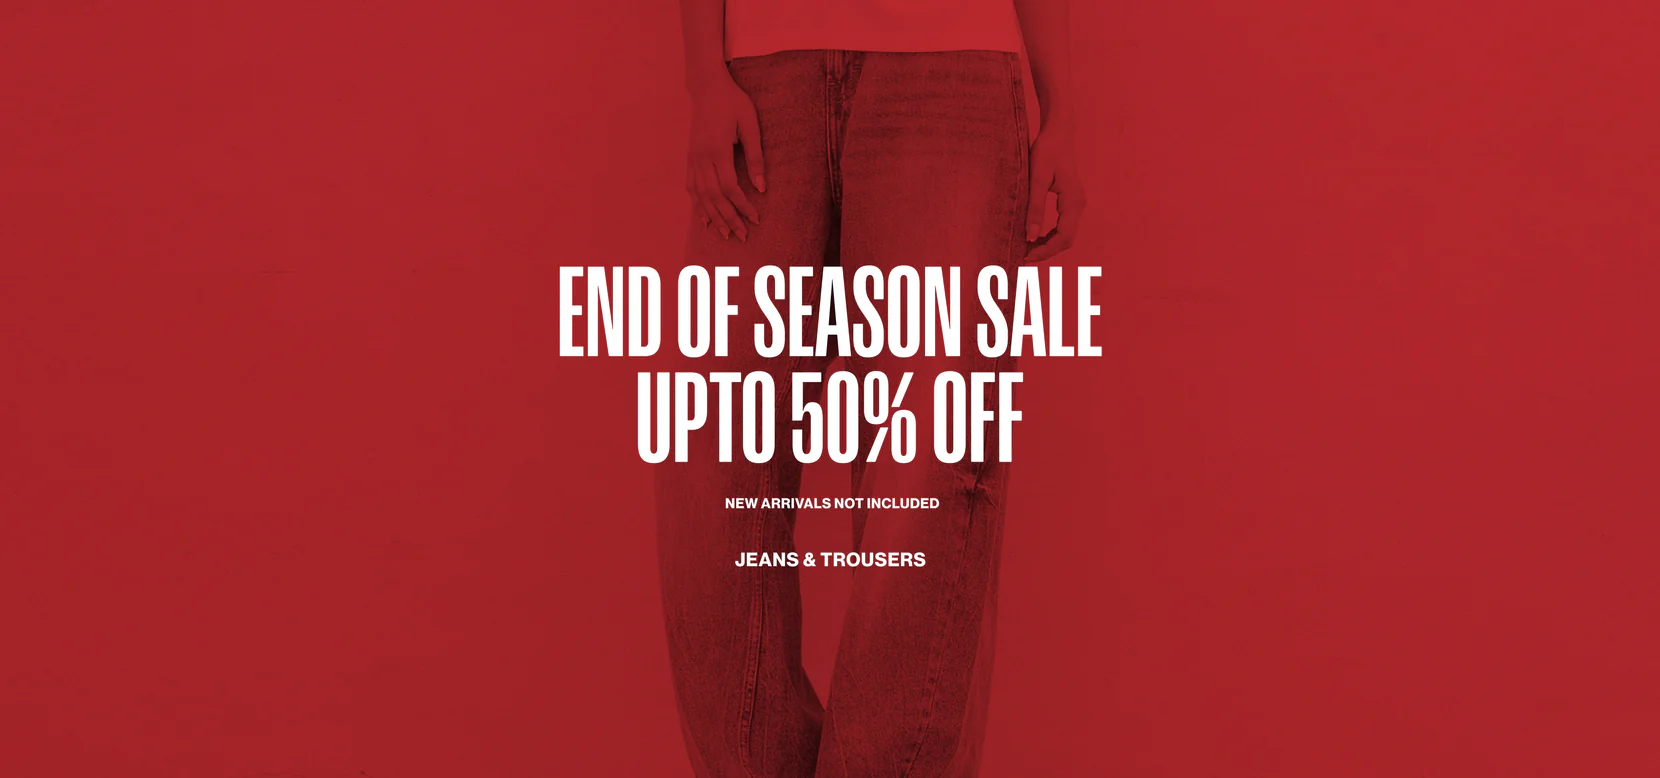 END OF SEASON SALE
UPTO 50% OFF
NEW ARRIVALS NOT INCLUDED
JEANS & TROUSERS